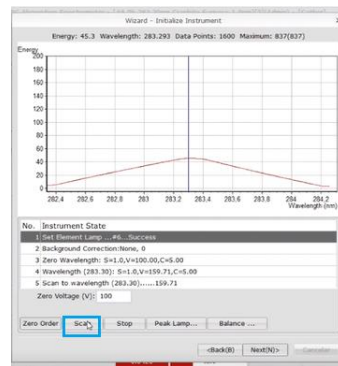 Wizard - Initialize Instrument
Energy: 45.3 Wavelength: 283.293 Data Points: 1600 Maximum: 837(837)
Energy
200
180
160
140
120
100
80
60
40
20
0
282.4 282.6 282.8 283 283.2 283.4 283.6 283.8 284 284.2
Wavelength (nm)
No. Instrument State
1 Set Element Lamp ...#6...Success
2 Background Correction:None, 0
3 Zero Wavelength: S=1.0,V=100.00,C=5.00
4 Wavelength (283.30): S=1.0,V=159.71,C=5.00
5 Scan to wavelength (283.30)......159.71
Zero Voltage (V): 100
Zero Order Scan Stop Peak Lamp... Balance ...
<Back(B) Next(N)> Cancelar